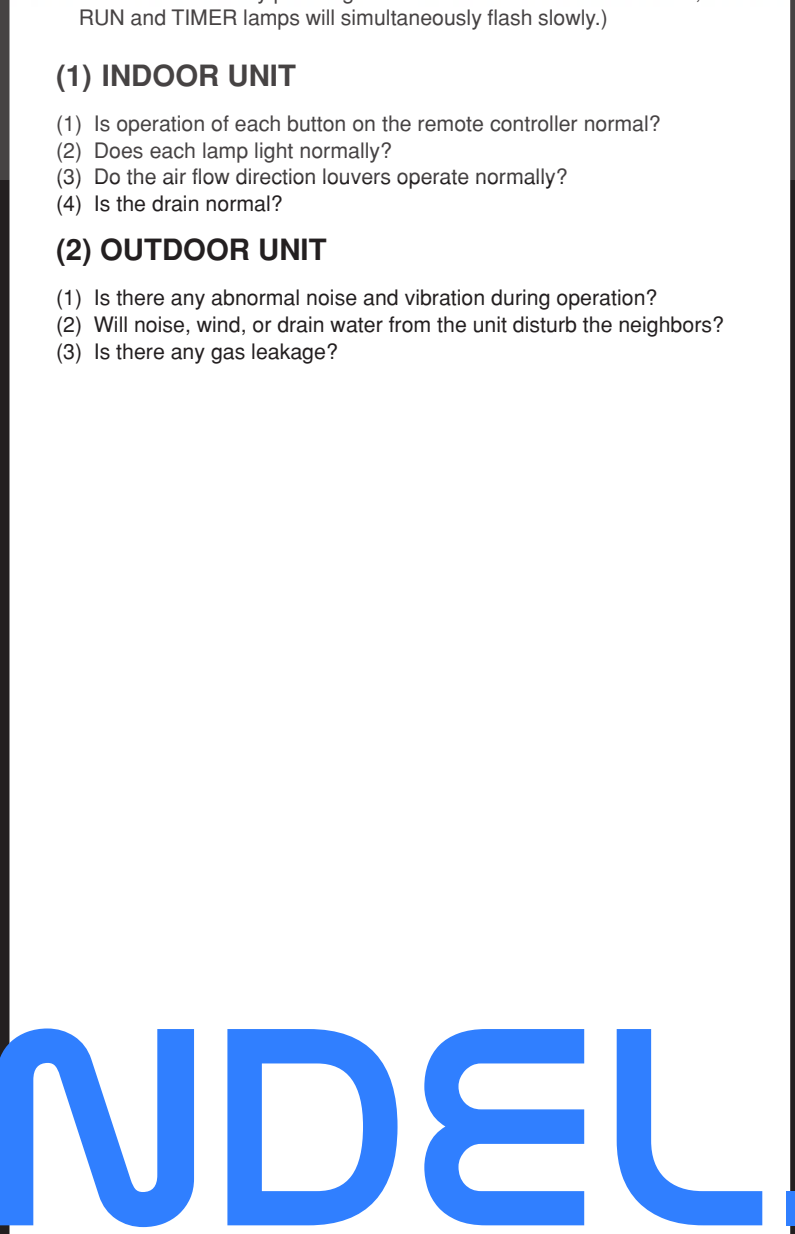 RUN and TIMER lamps will simultaneously flash slowly.)
(1) INDOOR UNIT
(1) Is operation of each button on the remote controller normal?
(2) Does each lamp light normally?
(3) Do the air flow direction louvers operate normally?
(4) Is the drain normal?
(2) OUTDOOR UNIT
(1) Is there any abnormal noise and vibration during operation?
(2) Will noise, wind, or drain water from the unit disturb the neighbors?
(3) Is there any gas leakage?
NDEL.